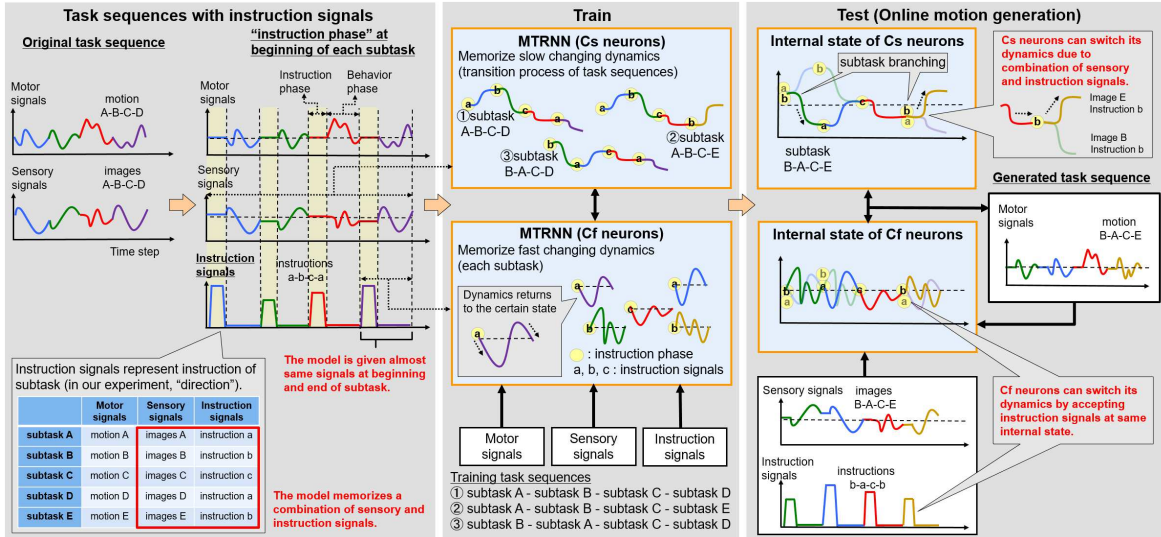 Task sequences with instruction signals
Original task sequence
"instruction phase" at
beginning of each subtask
Motor
signals
motion
A-B-C-D
Sensory
signals
images
A-B-C-D
Time step
Motor
signals
Instruction
phase
Behavior
phase
Sensory
signals
Instruction
signals
instructions
a-b-c-a
The model is given almost
same signals at beginning
and end of subtask.
Instruction signals represent instruction of
subtask (in our experiment, "direction").
Motor signals Sensory signals Instruction signals
subtask A motion A images A instruction a
subtask B motion B images B instruction b
subtask C motion C images C instruction c
subtask D motion D images D instruction a
subtask E motion E images E instruction b
The model memorizes a
combination of sensory and
instruction signals.
Train
MTRNN (Cs neurons)
Memorize slow changing dynamics
(transition process of task sequences)
a b c a
① subtask
A-B-C-D
a b c b
② subtask
A-B-C-E
b a c a
③ subtask
B-A-C-D
MTRNN (Cf neurons)
Memorize fast changing dynamics
(each subtask)
Dynamics returns
to the certain state
a
a a
b c b
: instruction phase
a, b, c : instruction signals
Motor
signals
Sensory
signals
Instruction
signals
Training task sequences
① subtask A - subtask B - subtask C - subtask D
② subtask A - subtask B - subtask C - subtask E
③ subtask B - subtask A - subtask C - subtask D
Test (Online motion generation)
Internal state of Cs neurons
subtask branching
a b b a c b a
subtask
B-A-C-E
Cs neurons can switch its
dynamics due to
combination of sensory
and instruction signals.
b
Image E
Instruction b
Image B
Instruction b
Generated task sequence
Motor
signals
motion
B-A-C-E
Internal state of Cf neurons
b a b a c b a
Sensory signals
images
B-A-C-E
Instruction
signals
instructions
b-a-c-b
Cf neurons can switch its
dynamics by accepting
instruction signals at same
internal state.